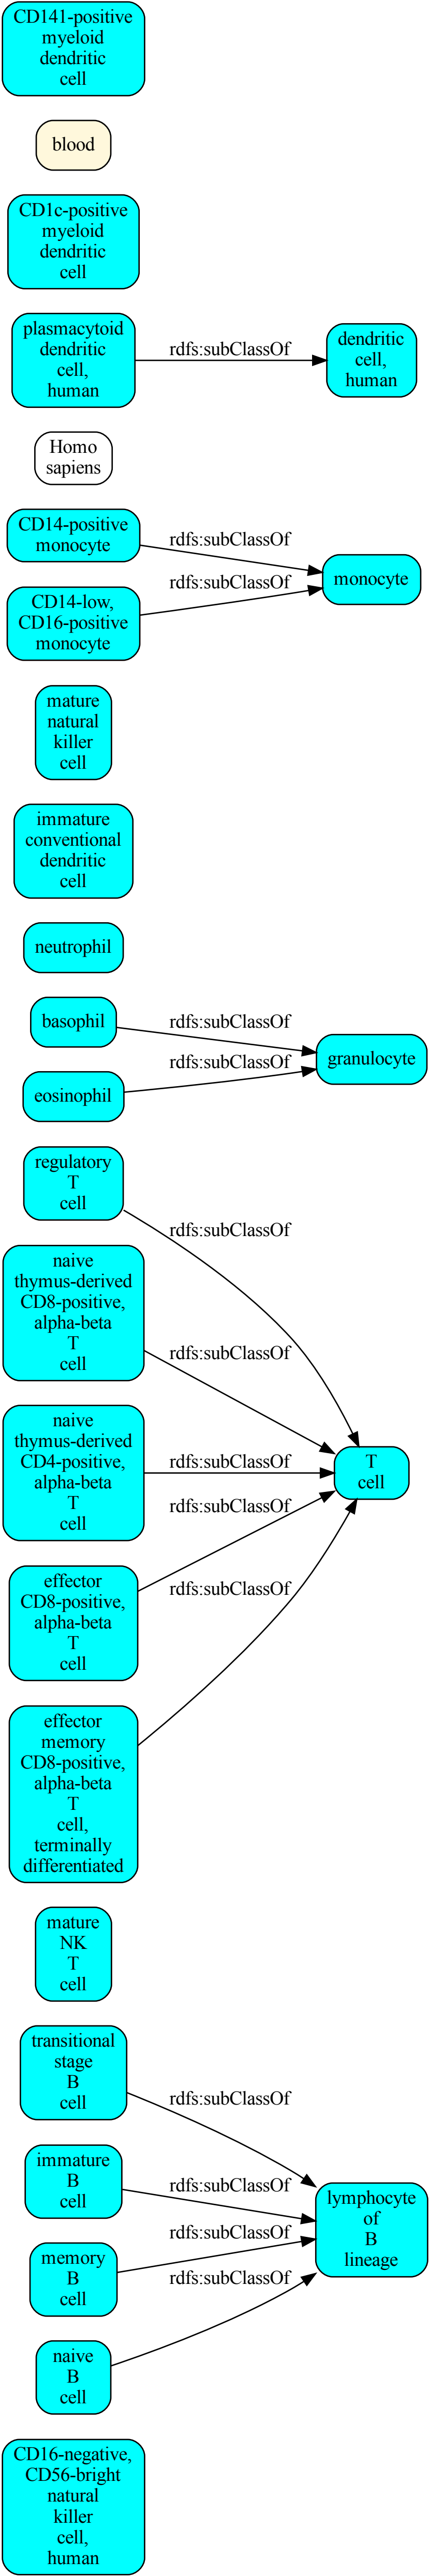 CD141-positive
myeloid
dendritic
cell
blood
CD1c-positive
myeloid
dendritic
cell
plasmacytoid
dendritic
cell,
human
rdfs:subClassOf
dendritic
cell,
human
Homo
sapiens
CD14-positive
monocyte
rdfs:subClassOf
CD14-low,
CD16-positive
monocyte
rdfs:subClassOf
monocyte
mature
natural
killer
cell
immature
conventional
dendritic
cell
neutrophil
basophil
rdfs:subClassOf
eosinophil
rdfs:subClassOf
granulocyte
regulatory
T
cell
rdfs:subClassOf
naive
thymus-derived
CD8-positive,
alpha-beta
T
cell
rdfs:subClassOf
naive
thymus-derived
CD4-positive,
alpha-beta
T
cell
rdfs:subClassOf
T
cell
effector
CD8-positive,
alpha-beta
T
cell
rdfs:subClassOf
effector
memory
CD8-positive,
alpha-beta
T
cell,
terminally
differentiated
rdfs:subClassOf
mature
NK
T
cell
transitional
stage
B
cell
rdfs:subClassOf
immature
B
cell
rdfs:subClassOf
lymphocyte
of
B
lineage
memory
B
cell
rdfs:subClassOf
naive
B
cell
rdfs:subClassOf
CD16-negative,
CD56-bright
natural
killer
cell,
human